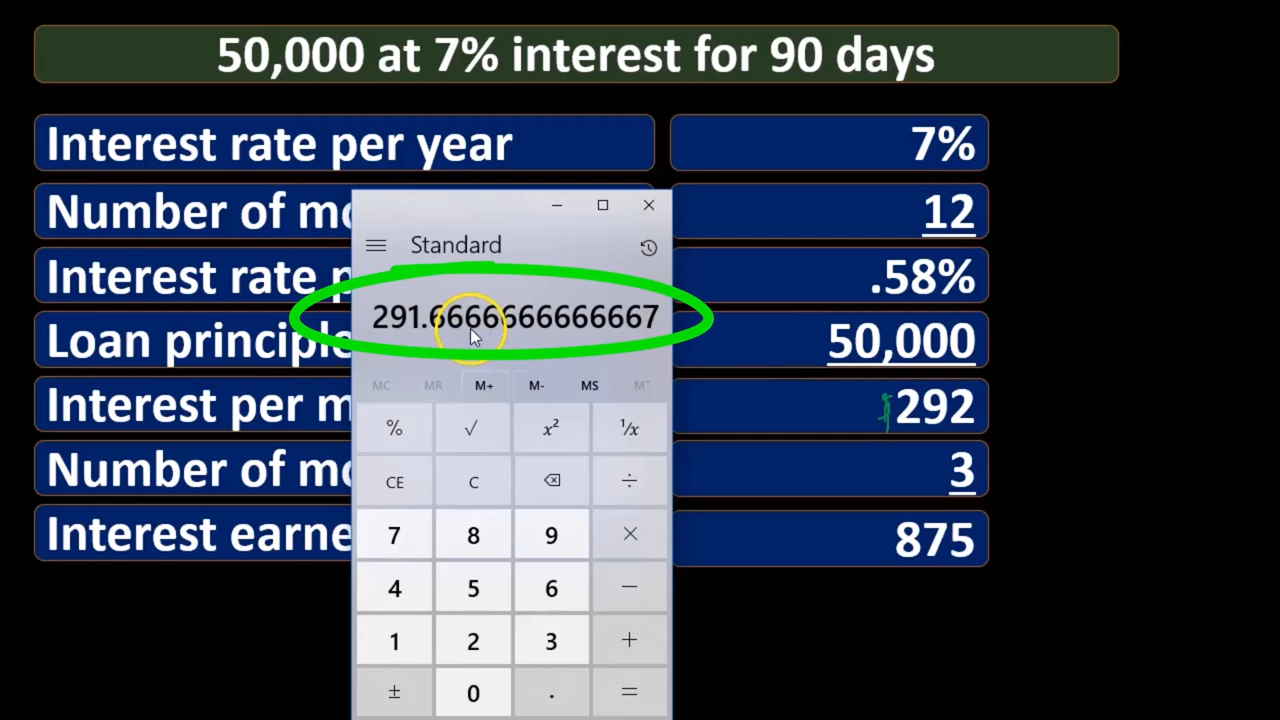 50,000 at 7% interest for 90 days
Interest rate per year 7%
Number of mo 12
Standard
Interest rate p .58%
291.6666666666667
Loan principle 50,000
MC MR M+ M- MS M˅
Interest per m 292
% √ x² ¹/x
Number of mo 3
CE C ⌫ ÷
Interest earne 875
7 8 9 ×
4 5 6 −
1 2 3 +
± 0 . =